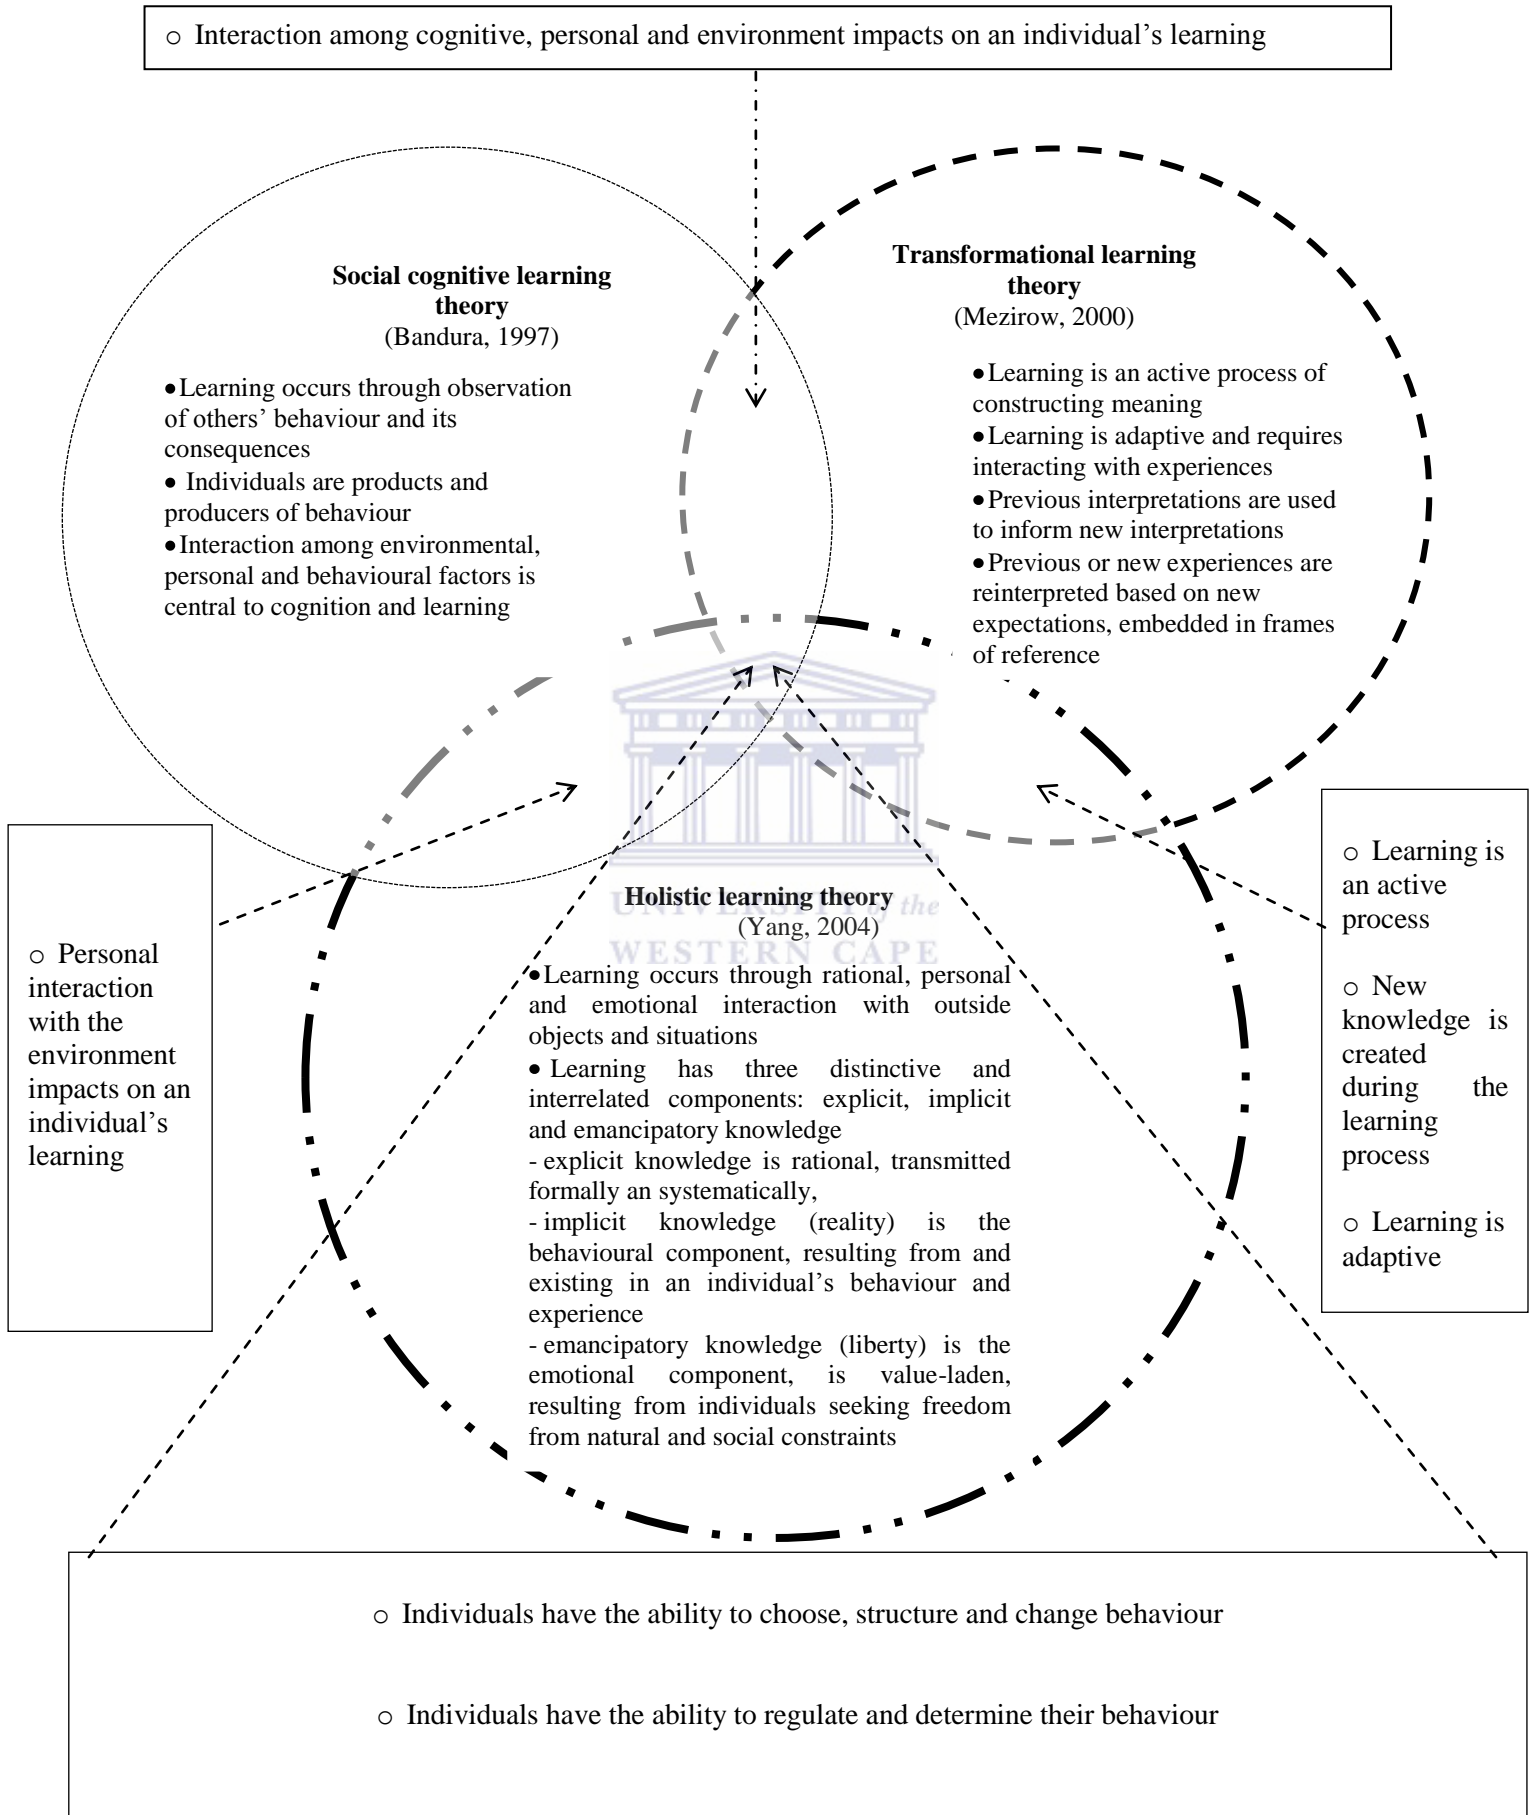 ○ Interaction among cognitive, personal and environment impacts on an individual’s learning
Social cognitive learning
theory
(Bandura, 1997)
•Learning occurs through observation
of others’ behaviour and its
consequences
• Individuals are products and
producers of behaviour
•Interaction among environmental,
personal and behavioural factors is
central to cognition and learning
Transformational learning
theory
(Mezirow, 2000)
•Learning is an active process of
constructing meaning
•Learning is adaptive and requires
interacting with experiences
•Previous interpretations are used
to inform new interpretations
•Previous or new experiences are
reinterpreted based on new
expectations, embedded in frames
of reference
○ Personal
interaction
with the
environment
impacts on an
individual’s
learning
Holistic learning theory
(Yang, 2004)
UNIVERSITY of the
WESTERN CAPE
•Learning occurs through rational, personal
and emotional interaction with outside
objects and situations
• Learning has three distinctive and
interrelated components: explicit, implicit
and emancipatory knowledge
- explicit knowledge is rational, transmitted
formally an systematically,
- implicit knowledge (reality) is the
behavioural component, resulting from and
existing in an individual’s behaviour and
experience
- emancipatory knowledge (liberty) is the
emotional component, is value-laden,
resulting from individuals seeking freedom
from natural and social constraints
○ Learning is
an active
process
○ New
knowledge is
created
during the
learning
process
○ Learning is
adaptive
○ Individuals have the ability to choose, structure and change behaviour
○ Individuals have the ability to regulate and determine their behaviour